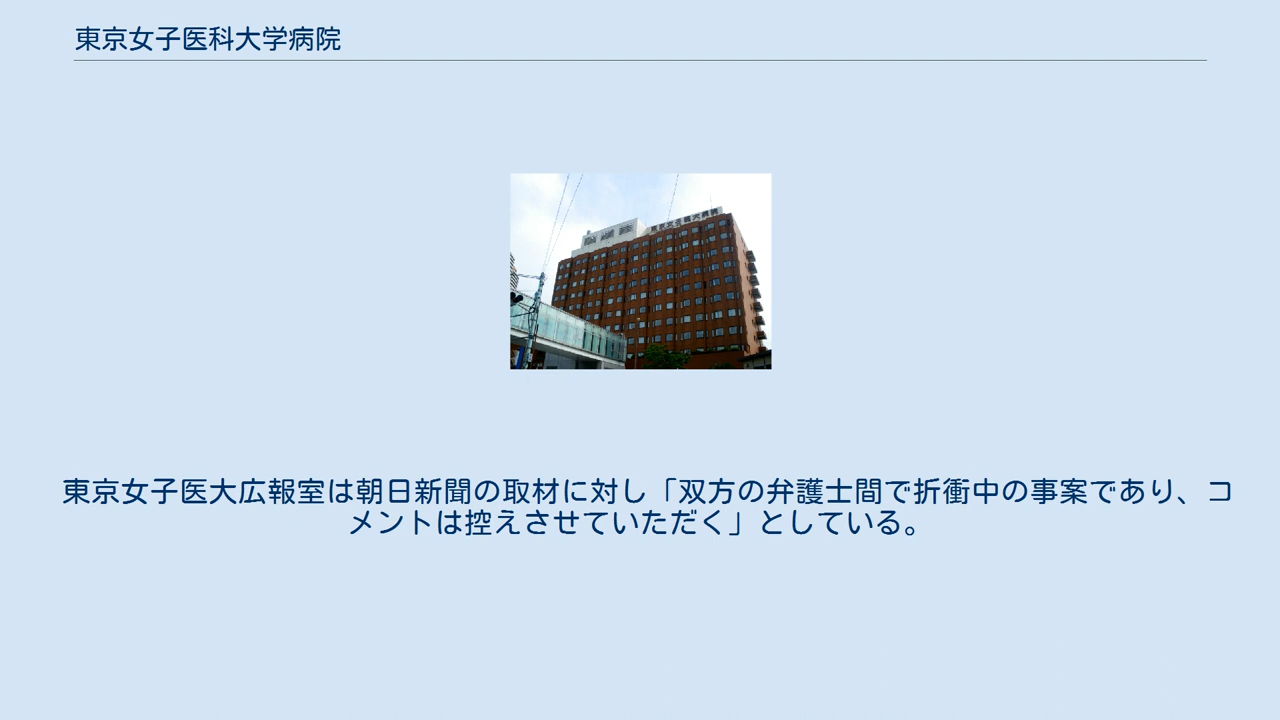 東京女子医科大学病院
東京女子医大広報室は朝日新聞の取材に対し「双方の弁護士間で折衝中の事案であり、コ
メントは控えさせていただく」としている。